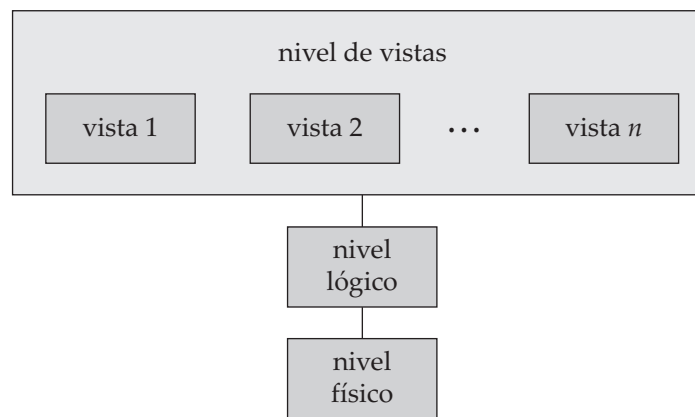 nivel de vistas
vista 1 vista 2 ... vista n
nivel
lógico
nivel
físico